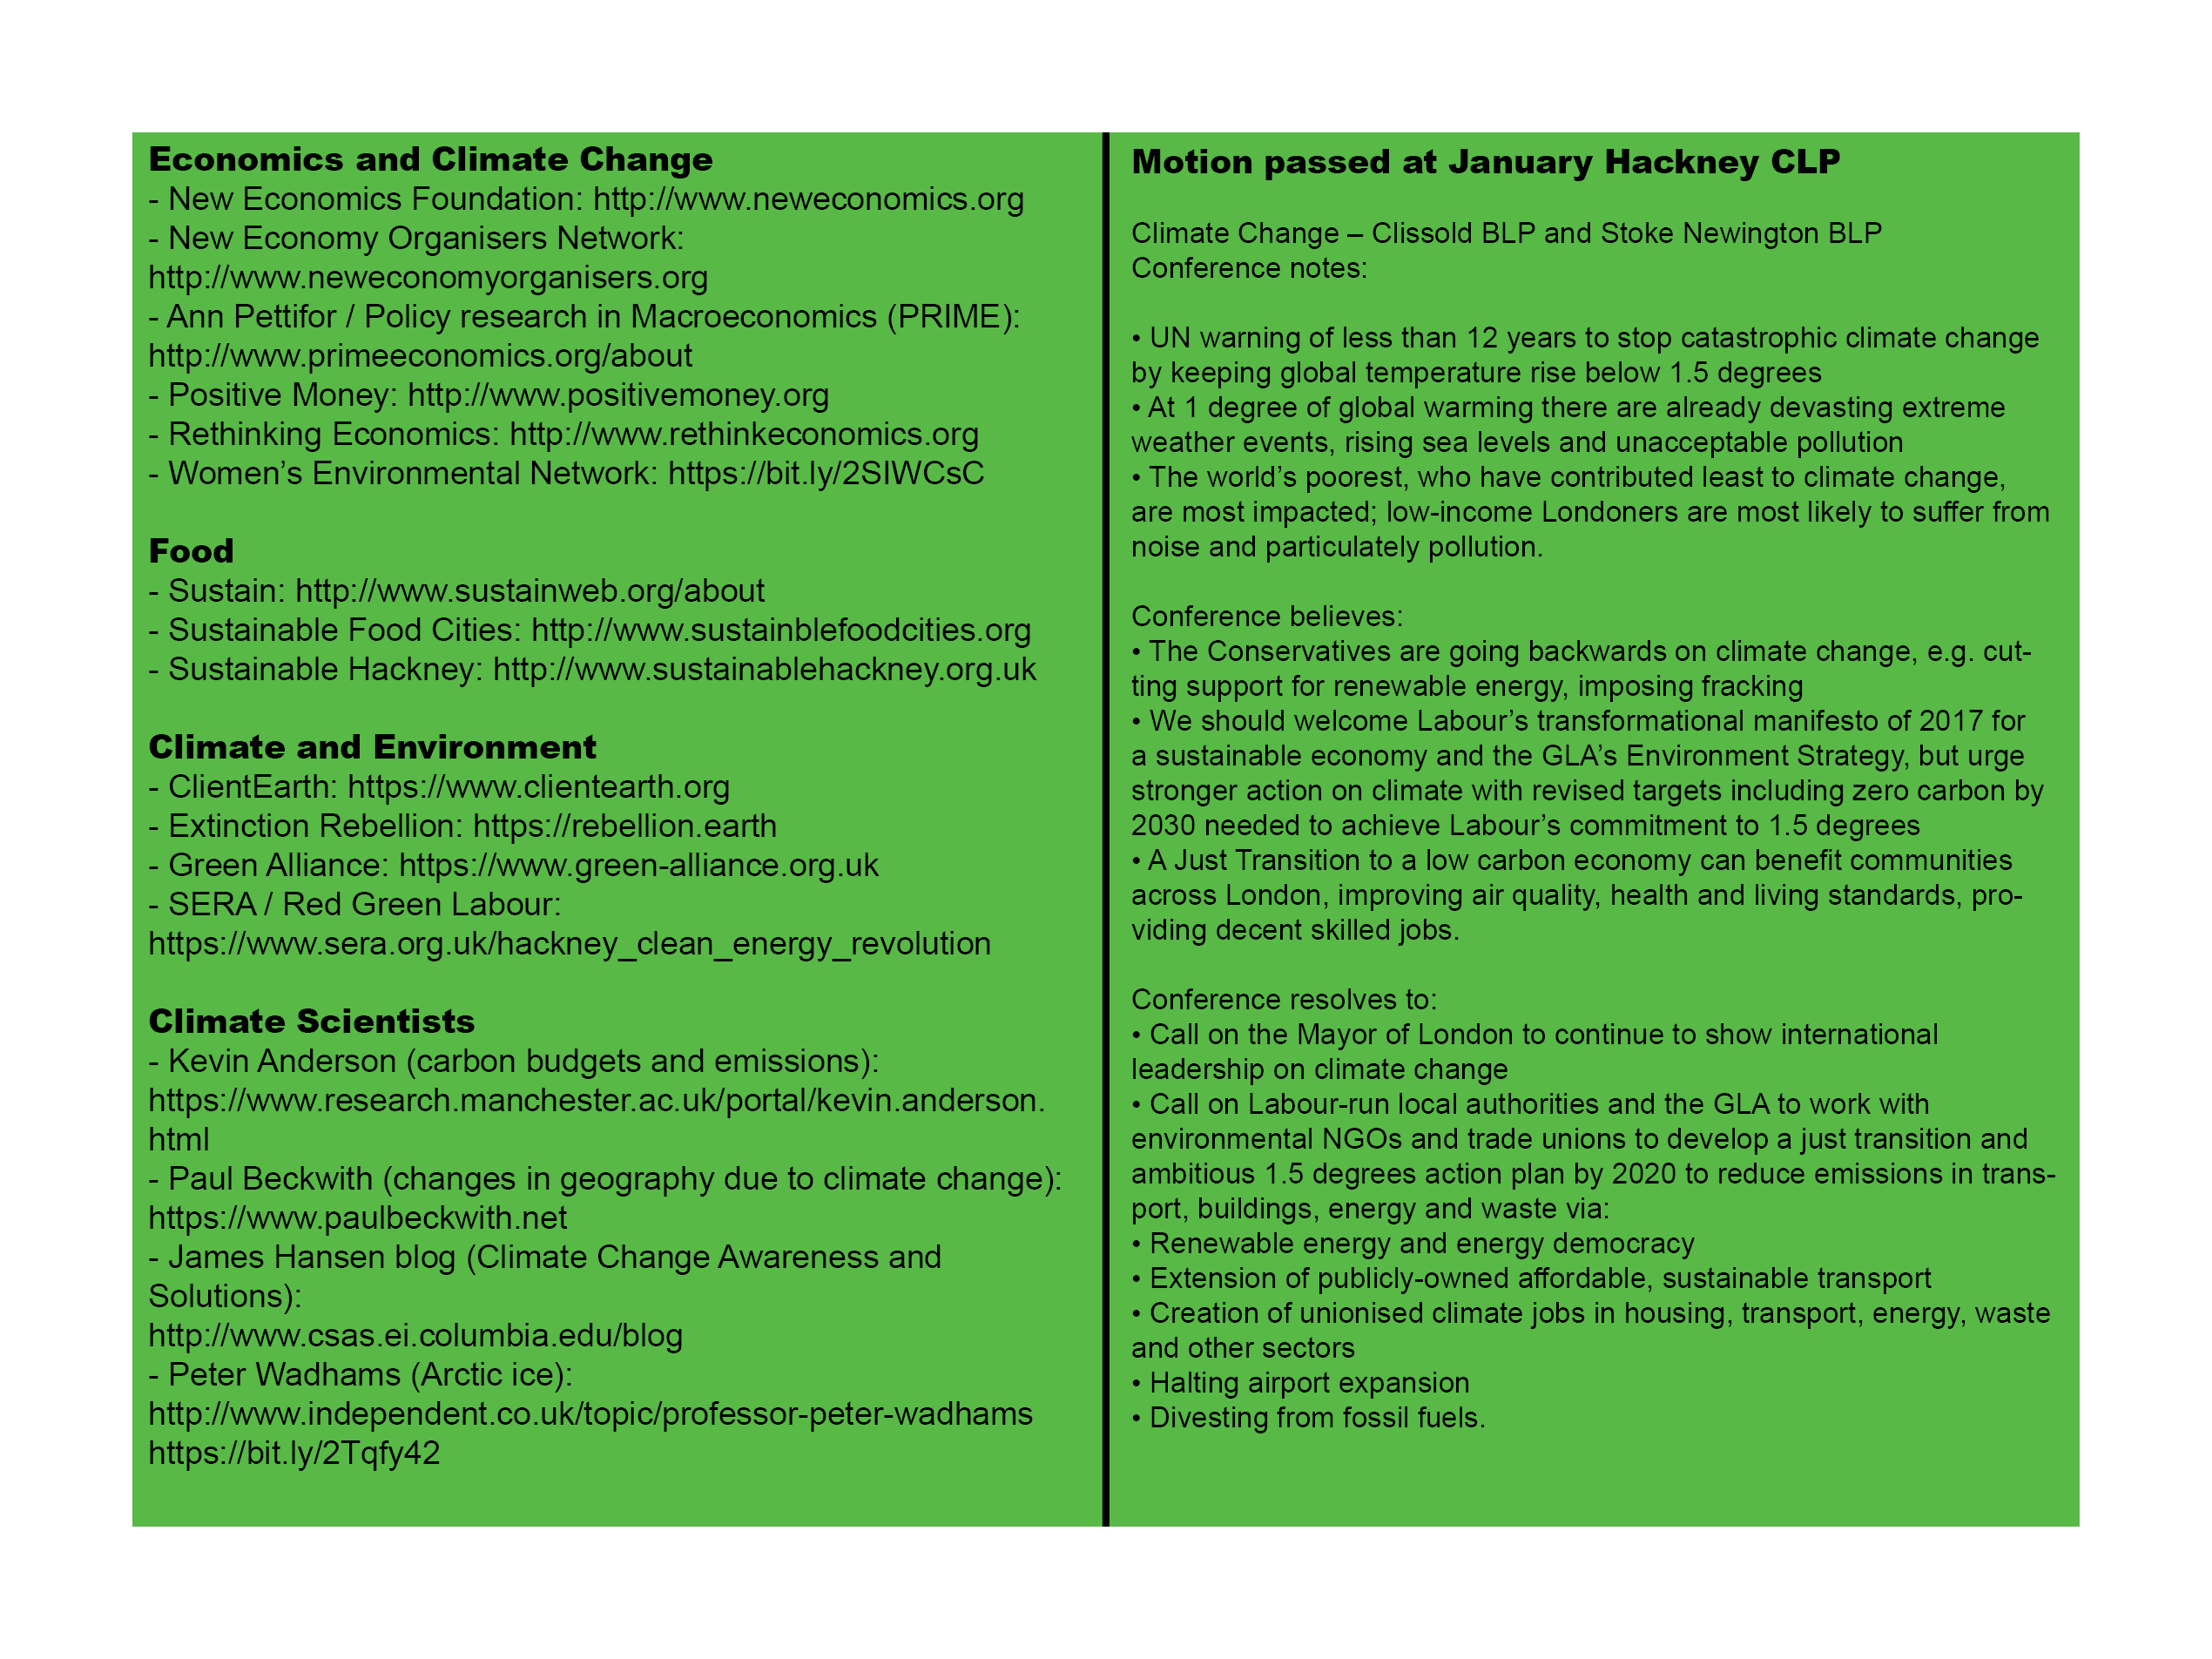 Economics and Climate Change
- New Economics Foundation: http://www.neweconomics.org
- New Economy Organisers Network:
http://www.neweconomyorganisers.org
- Ann Pettifor / Policy research in Macroeconomics (PRIME):
http://www.primeeconomics.org/about
- Positive Money: http://www.positivemoney.org
- Rethinking Economics: http://www.rethinkeconomics.org
- Women’s Environmental Network: https://bit.ly/2SIWCsC
Food
- Sustain: http://www.sustainweb.org/about
- Sustainable Food Cities: http://www.sustainblefoodcities.org
- Sustainable Hackney: http://www.sustainablehackney.org.uk
Climate and Environment
- ClientEarth: https://www.clientearth.org
- Extinction Rebellion: https://rebellion.earth
- Green Alliance: https://www.green-alliance.org.uk
- SERA / Red Green Labour:
https://www.sera.org.uk/hackney_clean_energy_revolution
Climate Scientists
- Kevin Anderson (carbon budgets and emissions):
https://www.research.manchester.ac.uk/portal/kevin.anderson.
html
- Paul Beckwith (changes in geography due to climate change):
https://www.paulbeckwith.net
- James Hansen blog (Climate Change Awareness and
Solutions):
http://www.csas.ei.columbia.edu/blog
- Peter Wadhams (Arctic ice):
http://www.independent.co.uk/topic/professor-peter-wadhams
https://bit.ly/2Tqfy42
Motion passed at January Hackney CLP
Climate Change – Clissold BLP and Stoke Newington BLP
Conference notes:
• UN warning of less than 12 years to stop catastrophic climate change
by keeping global temperature rise below 1.5 degrees
• At 1 degree of global warming there are already devasting extreme
weather events, rising sea levels and unacceptable pollution
• The world’s poorest, who have contributed least to climate change,
are most impacted; low-income Londoners are most likely to suffer from
noise and particulately pollution.
Conference believes:
• The Conservatives are going backwards on climate change, e.g. cut-
ting support for renewable energy, imposing fracking
• We should welcome Labour’s transformational manifesto of 2017 for
a sustainable economy and the GLA’s Environment Strategy, but urge
stronger action on climate with revised targets including zero carbon by
2030 needed to achieve Labour’s commitment to 1.5 degrees
• A Just Transition to a low carbon economy can benefit communities
across London, improving air quality, health and living standards, pro-
viding decent skilled jobs.
Conference resolves to:
• Call on the Mayor of London to continue to show international
leadership on climate change
• Call on Labour-run local authorities and the GLA to work with
environmental NGOs and trade unions to develop a just transition and
ambitious 1.5 degrees action plan by 2020 to reduce emissions in trans-
port, buildings, energy and waste via:
• Renewable energy and energy democracy
• Extension of publicly-owned affordable, sustainable transport
• Creation of unionised climate jobs in housing, transport, energy, waste
and other sectors
• Halting airport expansion
• Divesting from fossil fuels.